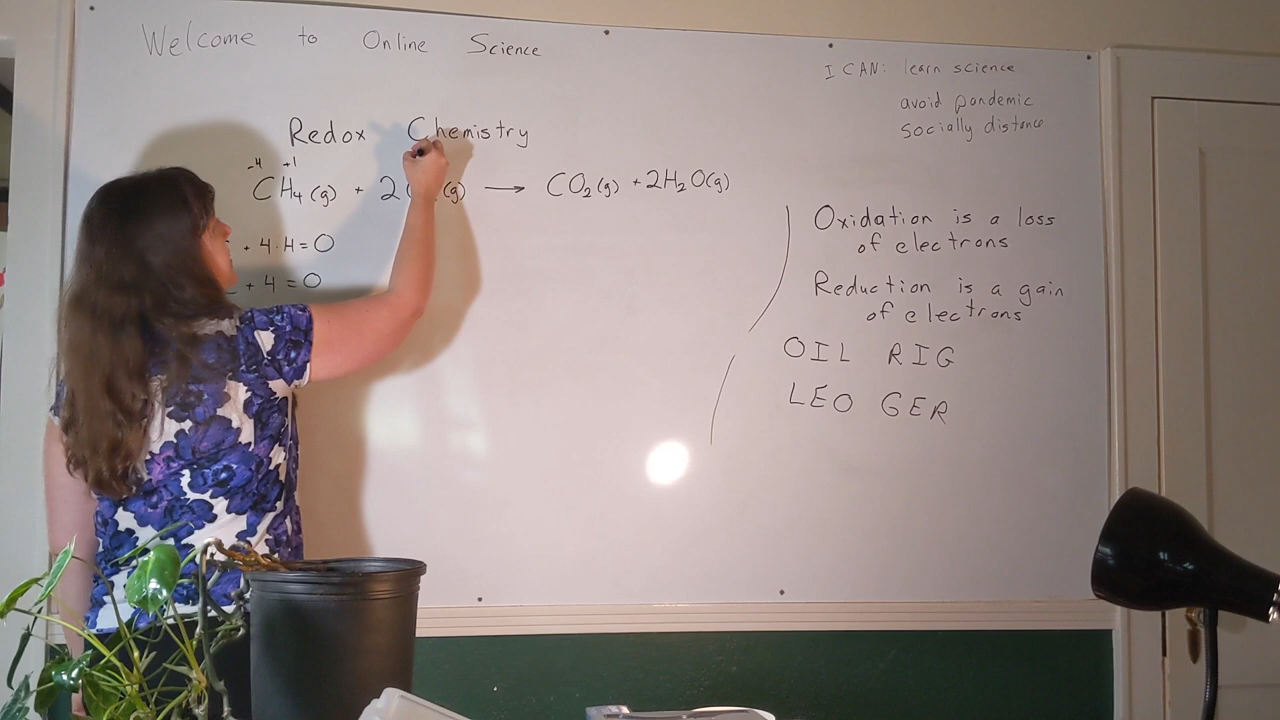 Welcome to Online Science
I CAN: learn science
avoid pandemic
socially distance
Redox Chemistry
-4 +1
CH₄(g) + 2 (g) → CO₂(g) + 2H₂O(g)
+ 4·H = 0
+ 4 = 0
Oxidation is a loss
of electrons
Reduction is a gain
of electrons
OIL RIG
LEO GER